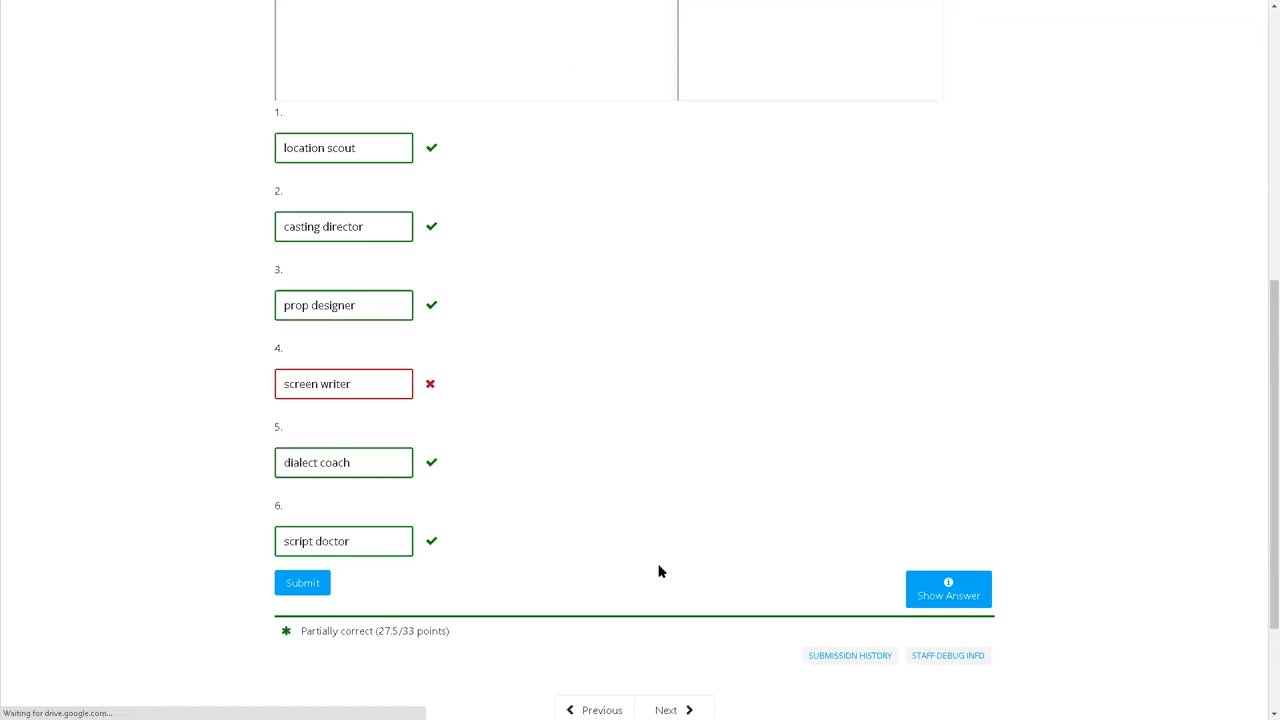 1.
location scout
2.
casting director
3.
prop designer
4.
screen writer
5.
dialect coach
6.
script doctor
Submit
Show Answer
Partially correct (27.5/33 points)
SUBMISSION HISTORY
STAFF DEBUG INFO
Previous
Next
Waiting for drive.google.com...